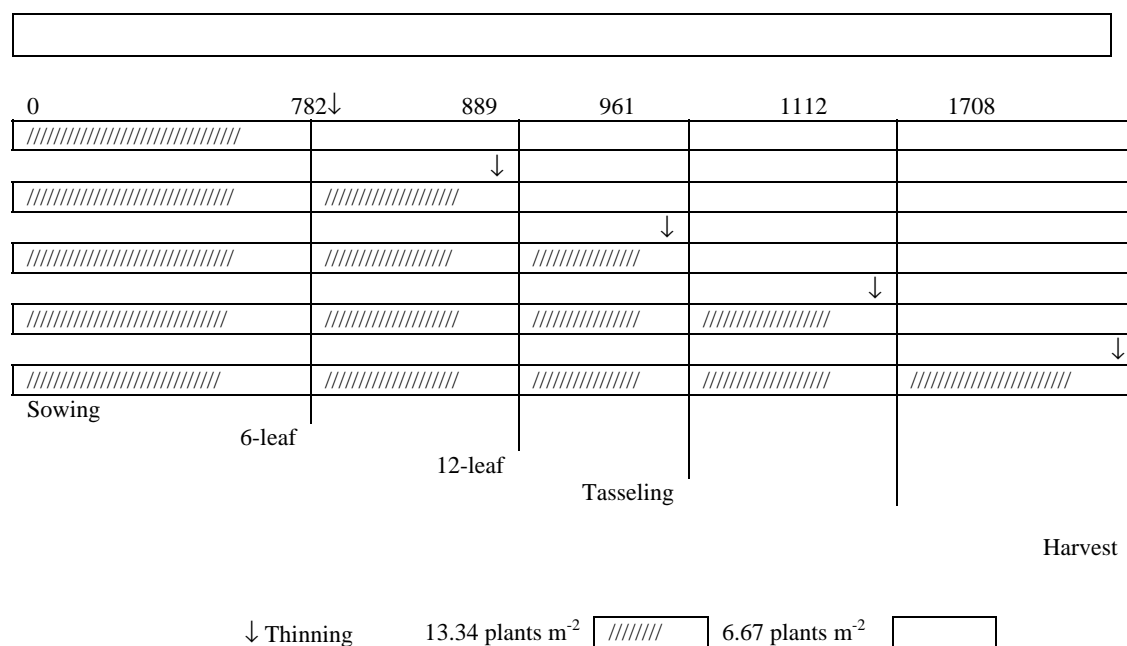 0 782↓ 889 961 1112 1708
////////////////////////////////
↓
/////////////////////////////// ////////////////////
↓
/////////////////////////////// /////////////////// ////////////////
↓
////////////////////////////// //////////////////// //////////////// ///////////////////
↓
///////////////////////////// //////////////////// //////////////// /////////////////// ////////////////////////
Sowing
6-leaf
12-leaf
Tasseling
Harvest
↓ Thinning 13.34 plants m⁻² //////// 6.67 plants m⁻²